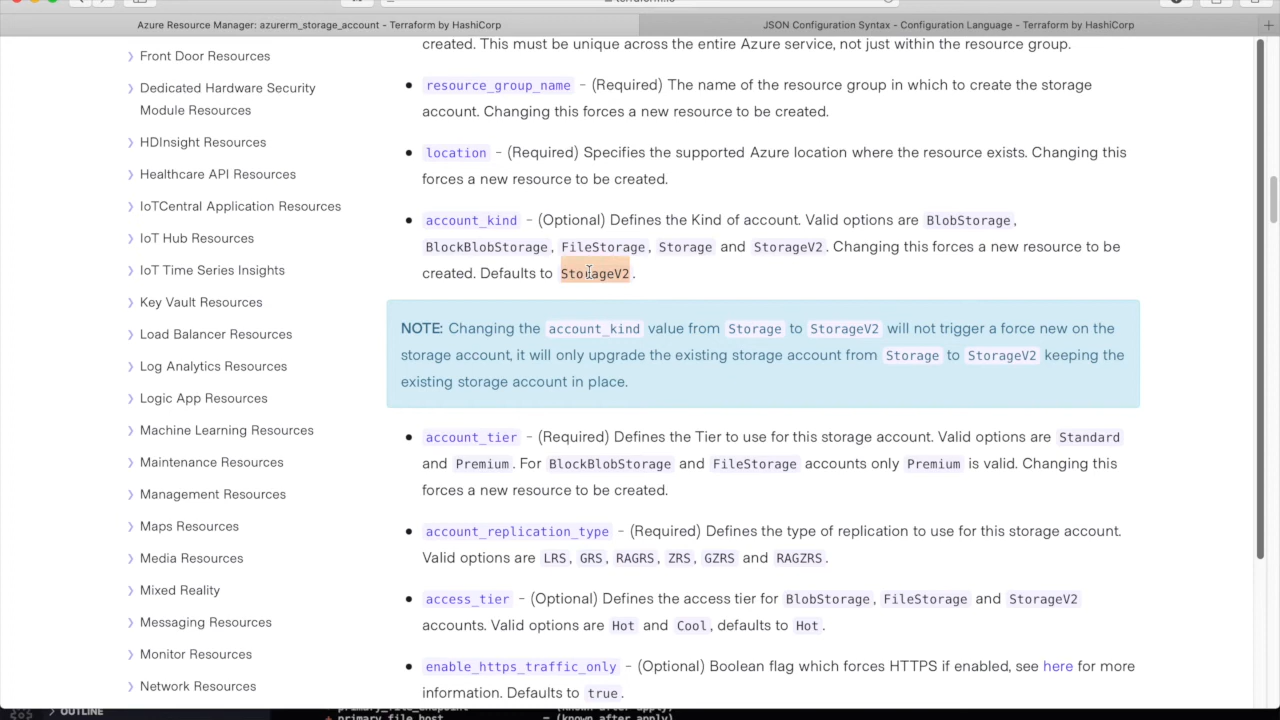 Azure Resource Manager: azurerm_storage_account - Terraform by HashiCorp
JSON Configuration Syntax - Configuration Language - Terraform by HashiCorp
Front Door Resources
Dedicated Hardware Security
Module Resources
HDInsight Resources
Healthcare API Resources
IoTCentral Application Resources
IoT Hub Resources
IoT Time Series Insights
Key Vault Resources
Load Balancer Resources
Log Analytics Resources
Logic App Resources
Machine Learning Resources
Maintenance Resources
Management Resources
Maps Resources
Media Resources
Mixed Reality
Messaging Resources
Monitor Resources
Network Resources
created. This must be unique across the entire Azure service, not just within the resource group.
resource_group_name - (Required) The name of the resource group in which to create the storage
account. Changing this forces a new resource to be created.
location - (Required) Specifies the supported Azure location where the resource exists. Changing this
forces a new resource to be created.
account_kind - (Optional) Defines the Kind of account. Valid options are BlobStorage,
BlockBlobStorage, FileStorage, Storage and StorageV2. Changing this forces a new resource to be
created. Defaults to StorageV2.
NOTE: Changing the account_kind value from Storage to StorageV2 will not trigger a force new on the
storage account, it will only upgrade the existing storage account from Storage to StorageV2 keeping the
existing storage account in place.
account_tier - (Required) Defines the Tier to use for this storage account. Valid options are Standard
and Premium. For BlockBlobStorage and FileStorage accounts only Premium is valid. Changing this
forces a new resource to be created.
account_replication_type - (Required) Defines the type of replication to use for this storage account.
Valid options are LRS, GRS, RAGRS, ZRS, GZRS and RAGZRS.
access_tier - (Optional) Defines the access tier for BlobStorage, FileStorage and StorageV2
accounts. Valid options are Hot and Cool, defaults to Hot.
enable_https_traffic_only - (Optional) Boolean flag which forces HTTPS if enabled, see here for more
information. Defaults to true.
OUTLINE
+ primary_file_host = (known after apply)